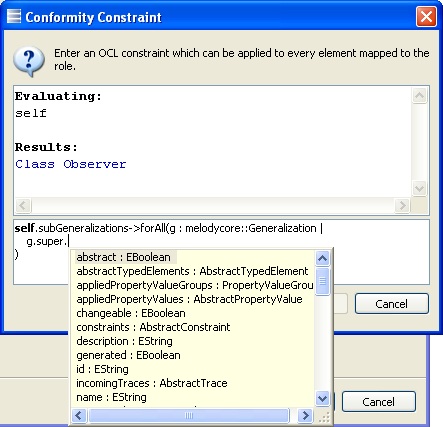 Conformity Constraint
Enter an OCL constraint which can be applied to every element mapped to the
role.
Evaluating:
self
Results:
Class Observer
self.subGeneralizations->forAll(g : melodycore::Generalization |
g.super.
)
abstract : EBoolean
abstractTypedElements : AbstractTypedElement
appliedPropertyValueGroups : PropertyValueGrou
appliedPropertyValues : AbstractPropertyValue
changeable : EBoolean
constraints : AbstractConstraint
description : EString
generated : EBoolean
id : EString
incomingTraces : AbstractTrace
name : EString
Cancel
Cancel